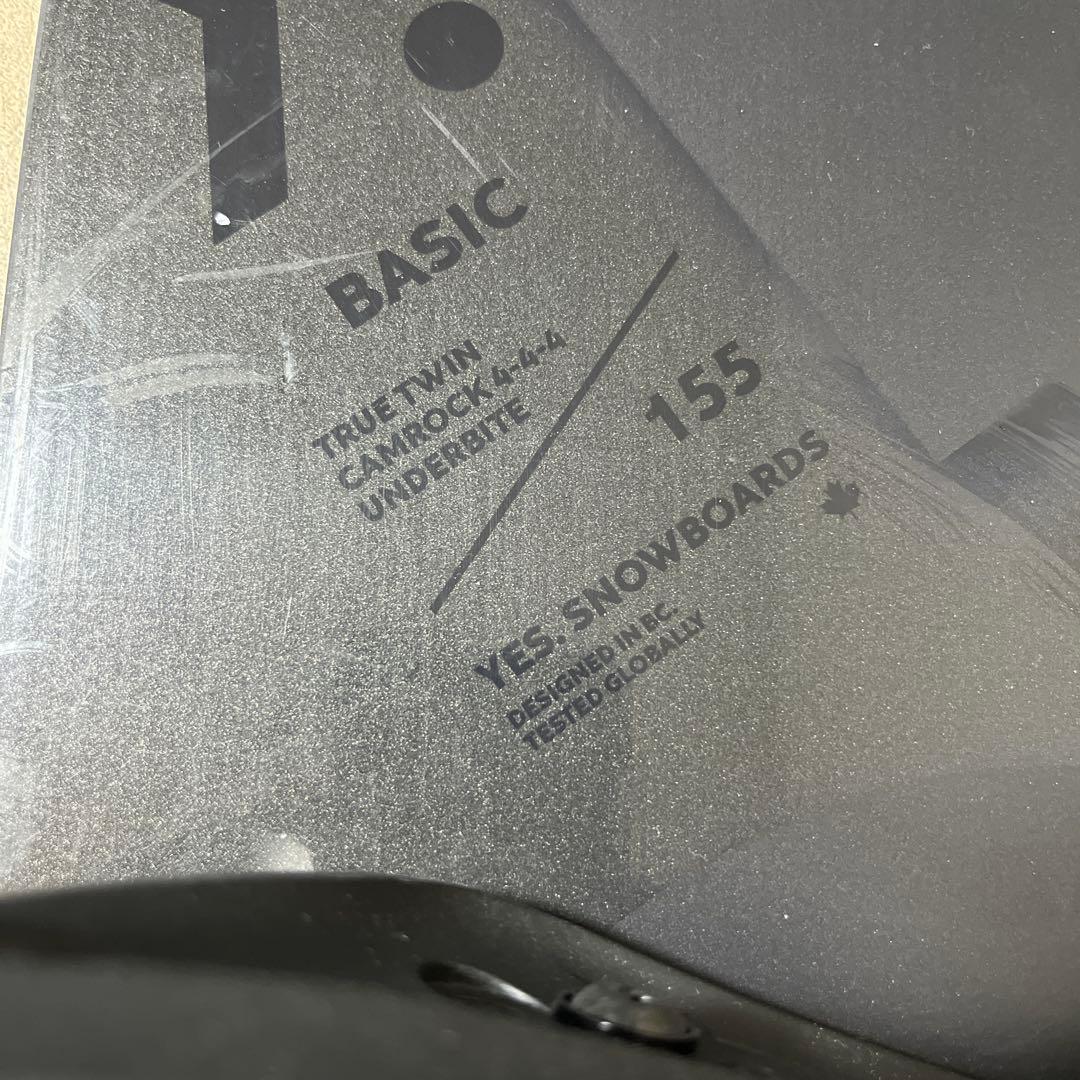 BASIC
TRUE TWIN
CAMROCK 4-4-4
UNDERBITE
155
YES. SNOWBOARDS
DESIGNED IN BC.
TESTED GLOBALLY